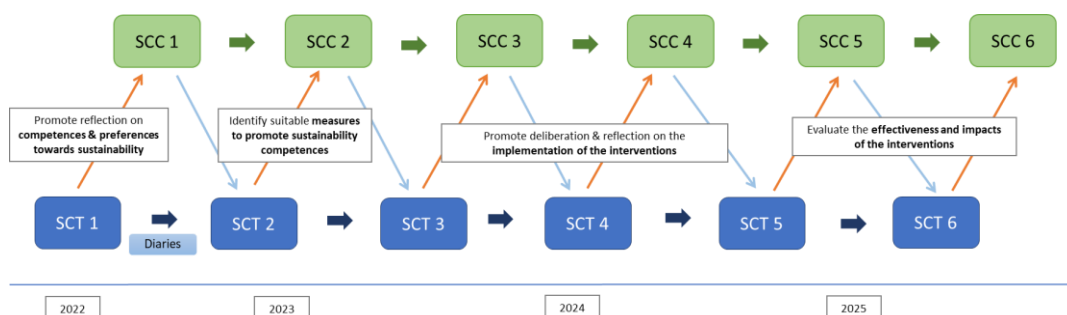 SCC 1
SCC 2
SCC 3
SCC 4
SCC 5
SCC 6
Promote reflection on
competences & preferences
towards sustainability
Identify suitable measures
to promote sustainability
competences
Promote deliberation & reflection on the
implementation of the interventions
Evaluate the effectiveness and impacts
of the interventions
SCT 1
Diaries
SCT 2
SCT 3
SCT 4
SCT 5
SCT 6
2022
2023
2024
2025